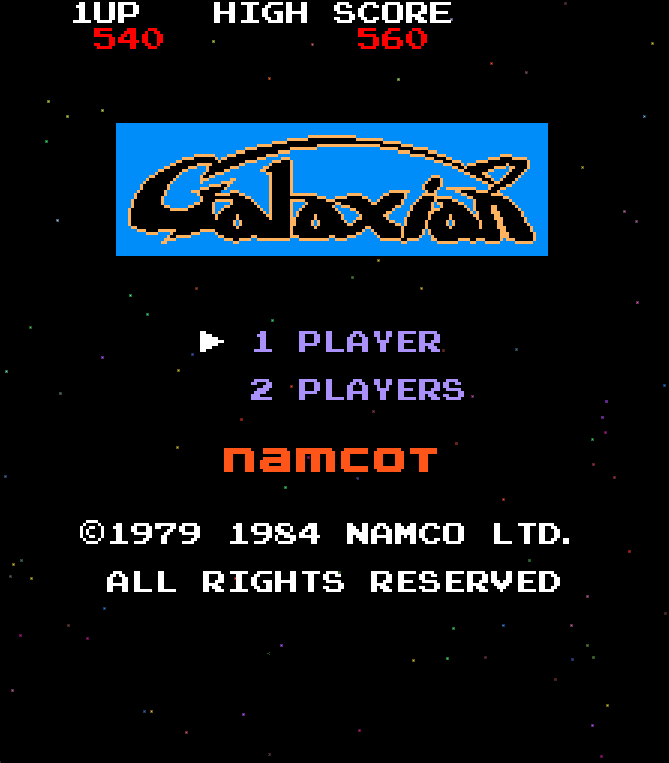 1UP HIGH SCORE
540 560
Galaxian
1 PLAYER
2 PLAYERS
namcoT
©1979 1984 NAMCO LTD.
ALL RIGHTS RESERVED